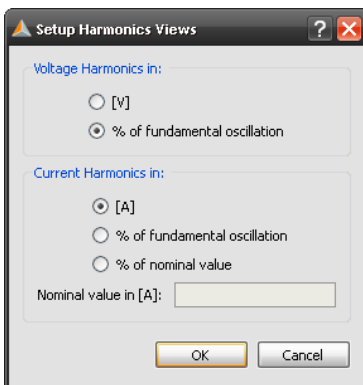 Setup Harmonics Views ?
Voltage Harmonics in:
[V]
% of fundamental oscillation
Current Harmonics in:
[A]
% of fundamental oscillation
% of nominal value
Nominal value in [A]:
OK Cancel